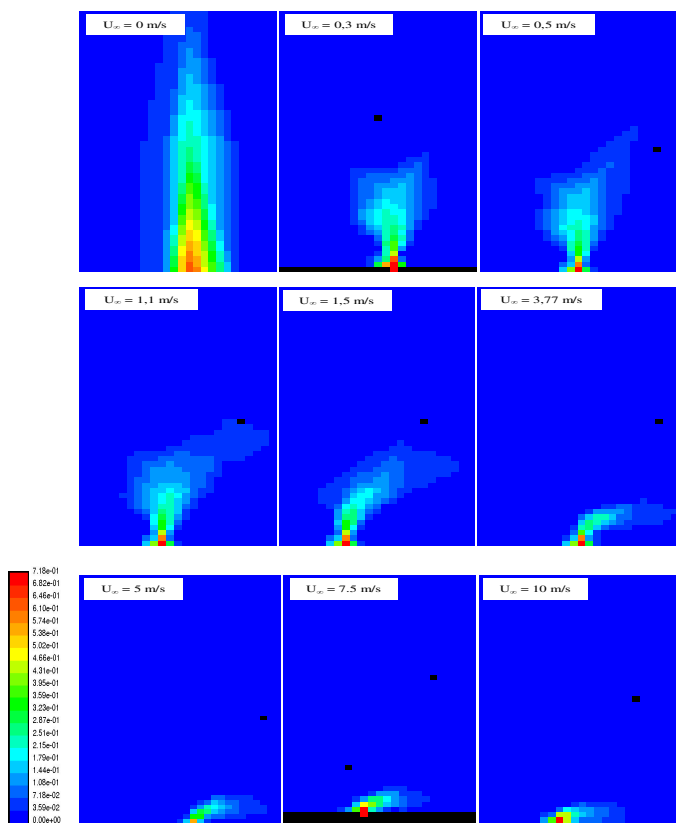 U∞ = 0 m/s
U∞ = 0,3 m/s
U∞ = 0,5 m/s
U∞ = 1,1 m/s
U∞ = 1,5 m/s
U∞ = 3,77 m/s
U∞ = 5 m/s
U∞ = 7.5 m/s
U∞ = 10 m/s
7.18e-01
6.82e-01
6.46e-01
6.10e-01
5.74e-01
5.38e-01
5.02e-01
4.66e-01
4.31e-01
3.95e-01
3.59e-01
3.23e-01
2.87e-01
2.51e-01
2.15e-01
1.79e-01
1.44e-01
1.08e-01
7.18e-02
3.59e-02
0.00e+00